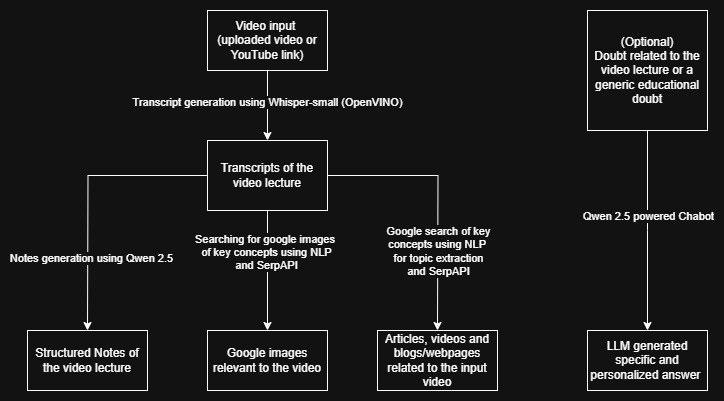 Video input
(uploaded video or
YouTube link)
(Optional)
Doubt related to the
video lecture or a
generic educational
doubt
Transcript generation using Whisper-small (OpenVINO)
Transcripts of the
video lecture
Qwen 2.5 powered Chabot
Notes generation using Qwen 2.5
Searching for google images
of key concepts using NLP
and SerpAPI
Google search of key
concepts using NLP
for topic extraction
and SerpAPI
Structured Notes of
the video lecture
Google images
relevant to the video
Articles, videos and
blogs/webpages
related to the input
video
LLM generated
specific and
personalized answer